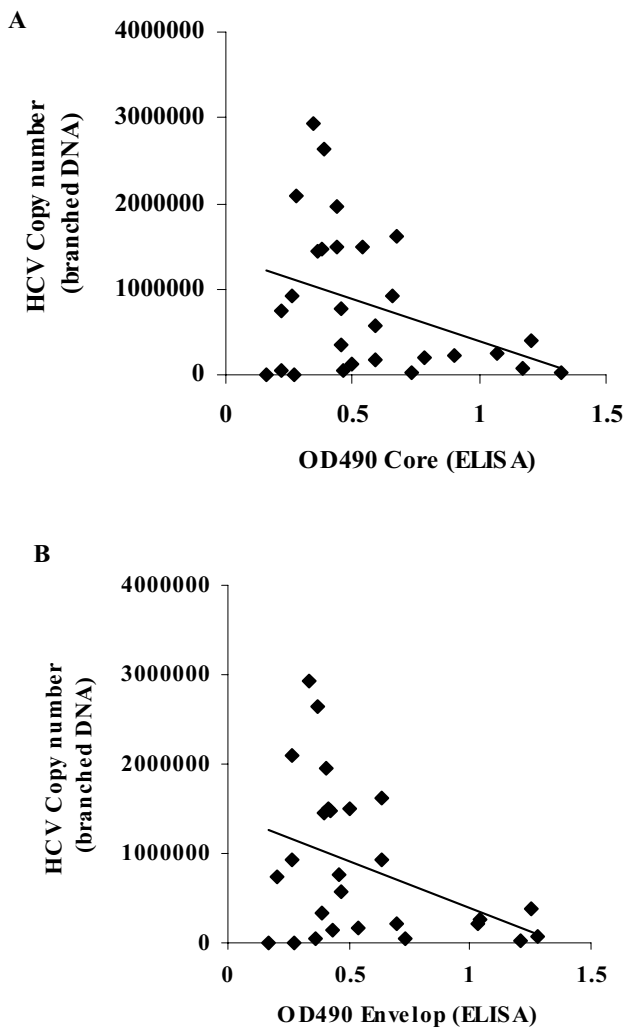 A
4000000
3000000
2000000
1000000
0
HCV Copy number
(branched DNA)
0 0.5 1 1.5
OD490 Core (ELISA)
B
4000000
3000000
2000000
1000000
0
HCV Copy number
(branched DNA)
0 0.5 1 1.5
OD490 Envelop (ELISA)